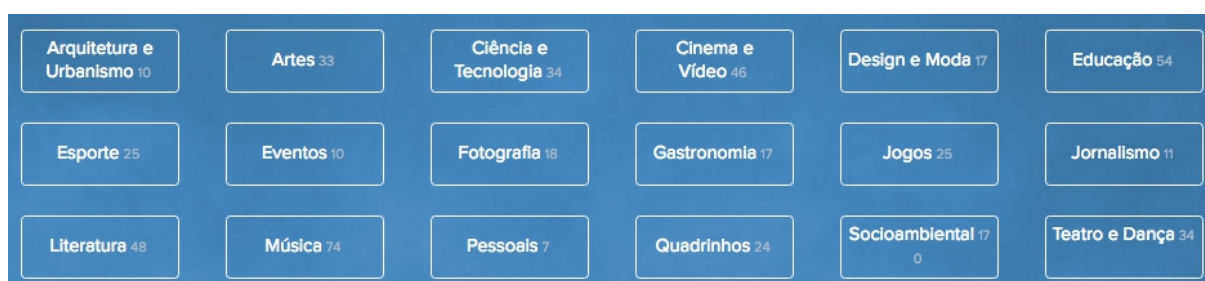 Arquitetura e
Urbanismo 10
Artes 33
Ciência e
Tecnologia 34
Cinema e
Vídeo 46
Design e Moda 17
Educação 54
Esporte 25
Eventos 10
Fotografia 18
Gastronomia 17
Jogos 25
Jornalismo 11
Literatura 48
Música 74
Pessoais 7
Quadrinhos 24
Socioambiental 17
0
Teatro e Dança 34